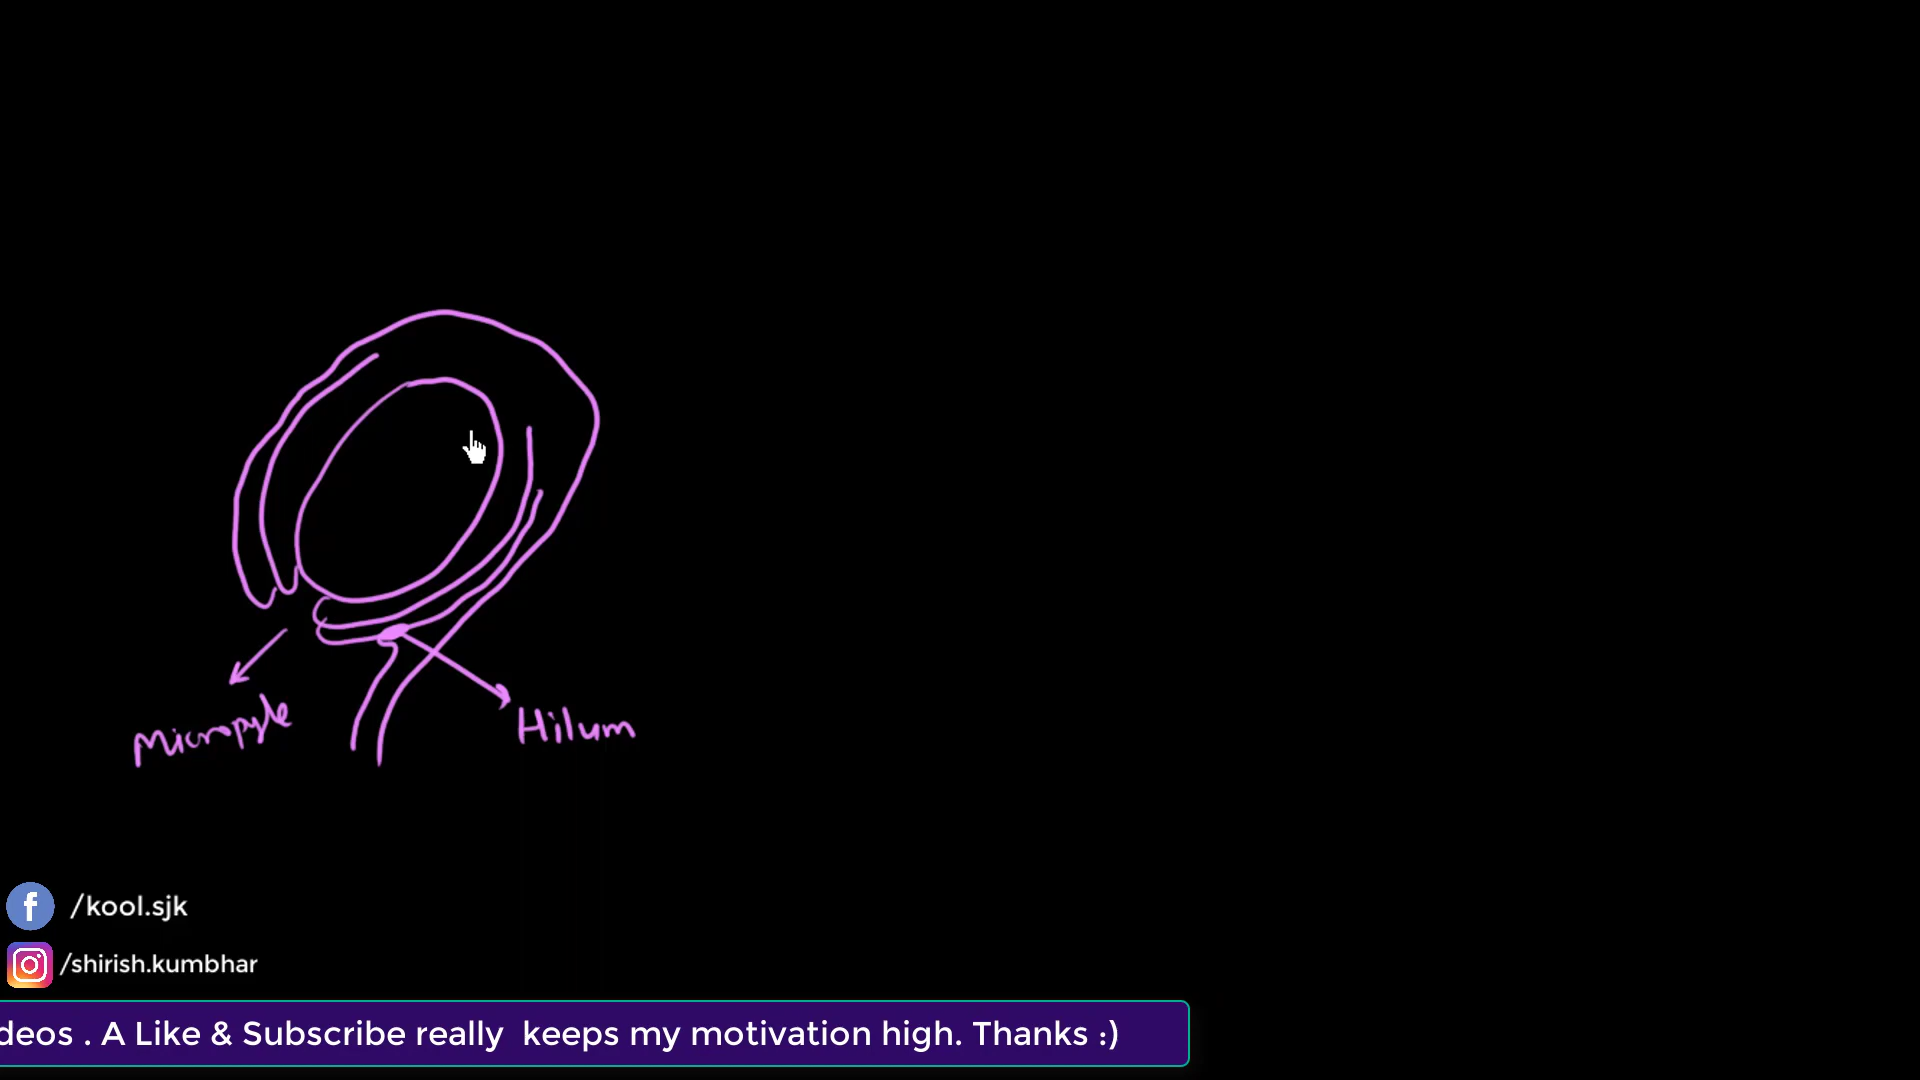 Micropyle
Hilum
/kool.sjk
/shirish.kumbhar
deos . A Like & Subscribe really keeps my motivation high. Thanks :)